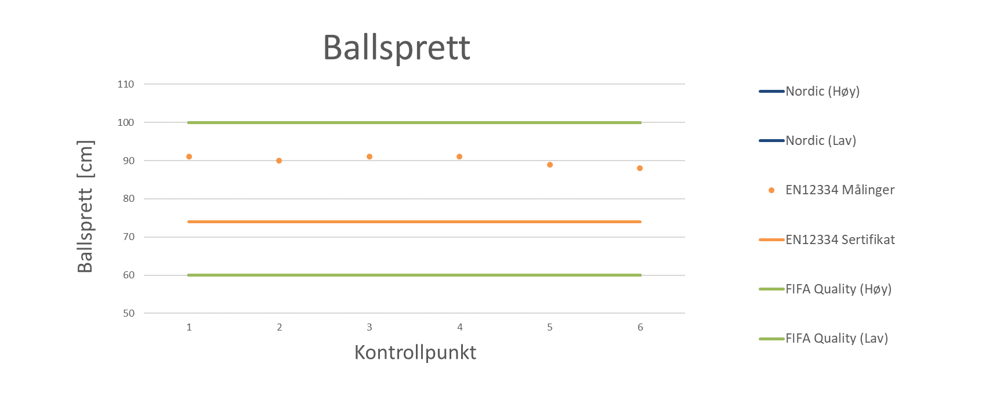 Ballsprett
110
100
90
80
70
60
50
Ballsprett [cm]
1 2 3 4 5 6
Kontrollpunkt
Nordic (Høy)
Nordic (Lav)
EN12334 Målinger
EN12334 Sertifikat
FIFA Quality (Høy)
FIFA Quality (Lav)